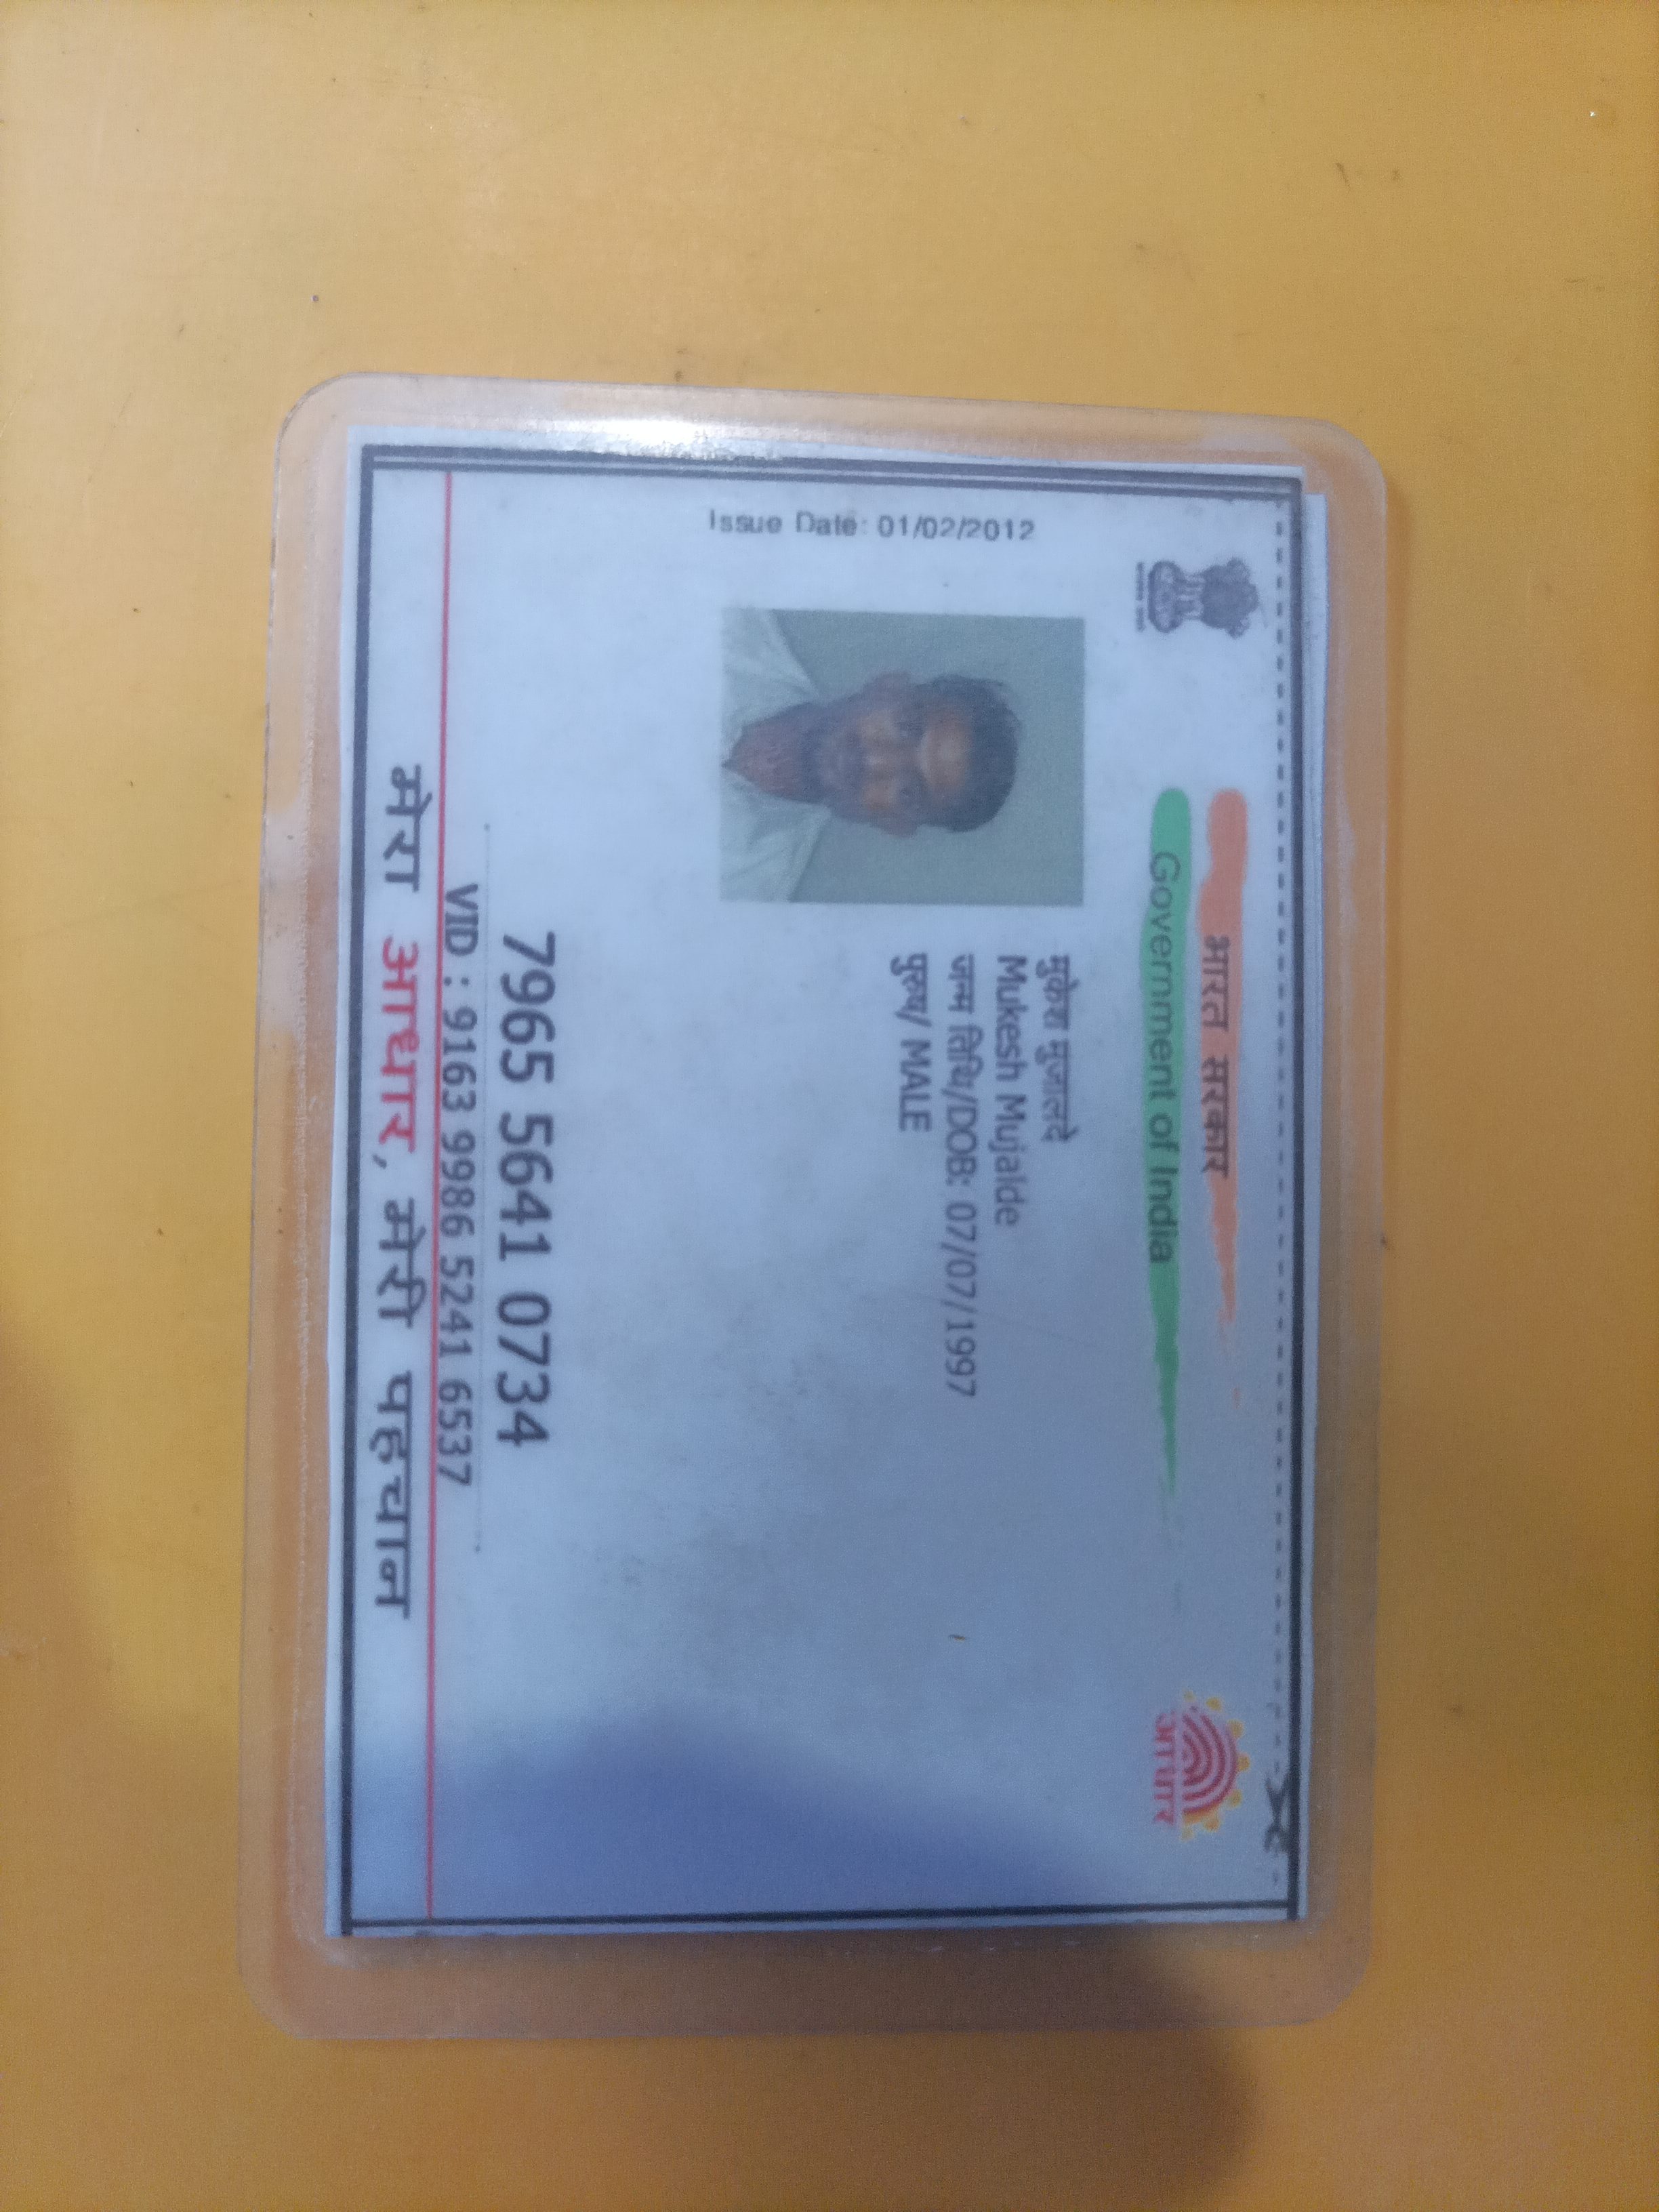 भारत सरकार
Government of India
आधार
Issue Date: 01/02/2012
मुकेश मुजालदे
Mukesh Mujalde
जन्म तिथि/DOB: 07/07/1997
पुरुष/ MALE
7965 5641 0734
VID : 9163 9986 5241 6537
मेरा आधार, मेरी पहचान